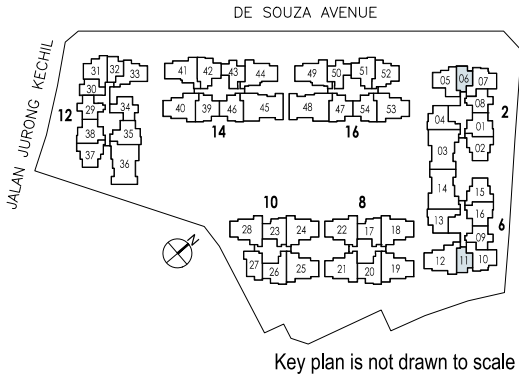 DE SOUZA AVENUE
JALAN JURONG KECHIL
31 32 33
30
29 34
12
38 35
37 36
41 42 43 44
40 39 46 45
14
49 50 51 52
48 47 54 53
16
05 06 07
08
04 01
2
03 02
14 15
13 16
6
09
12 11 10
10
28 23 24
27 26 25
8
22 17 18
21 20 19
N
Key plan is not drawn to scale